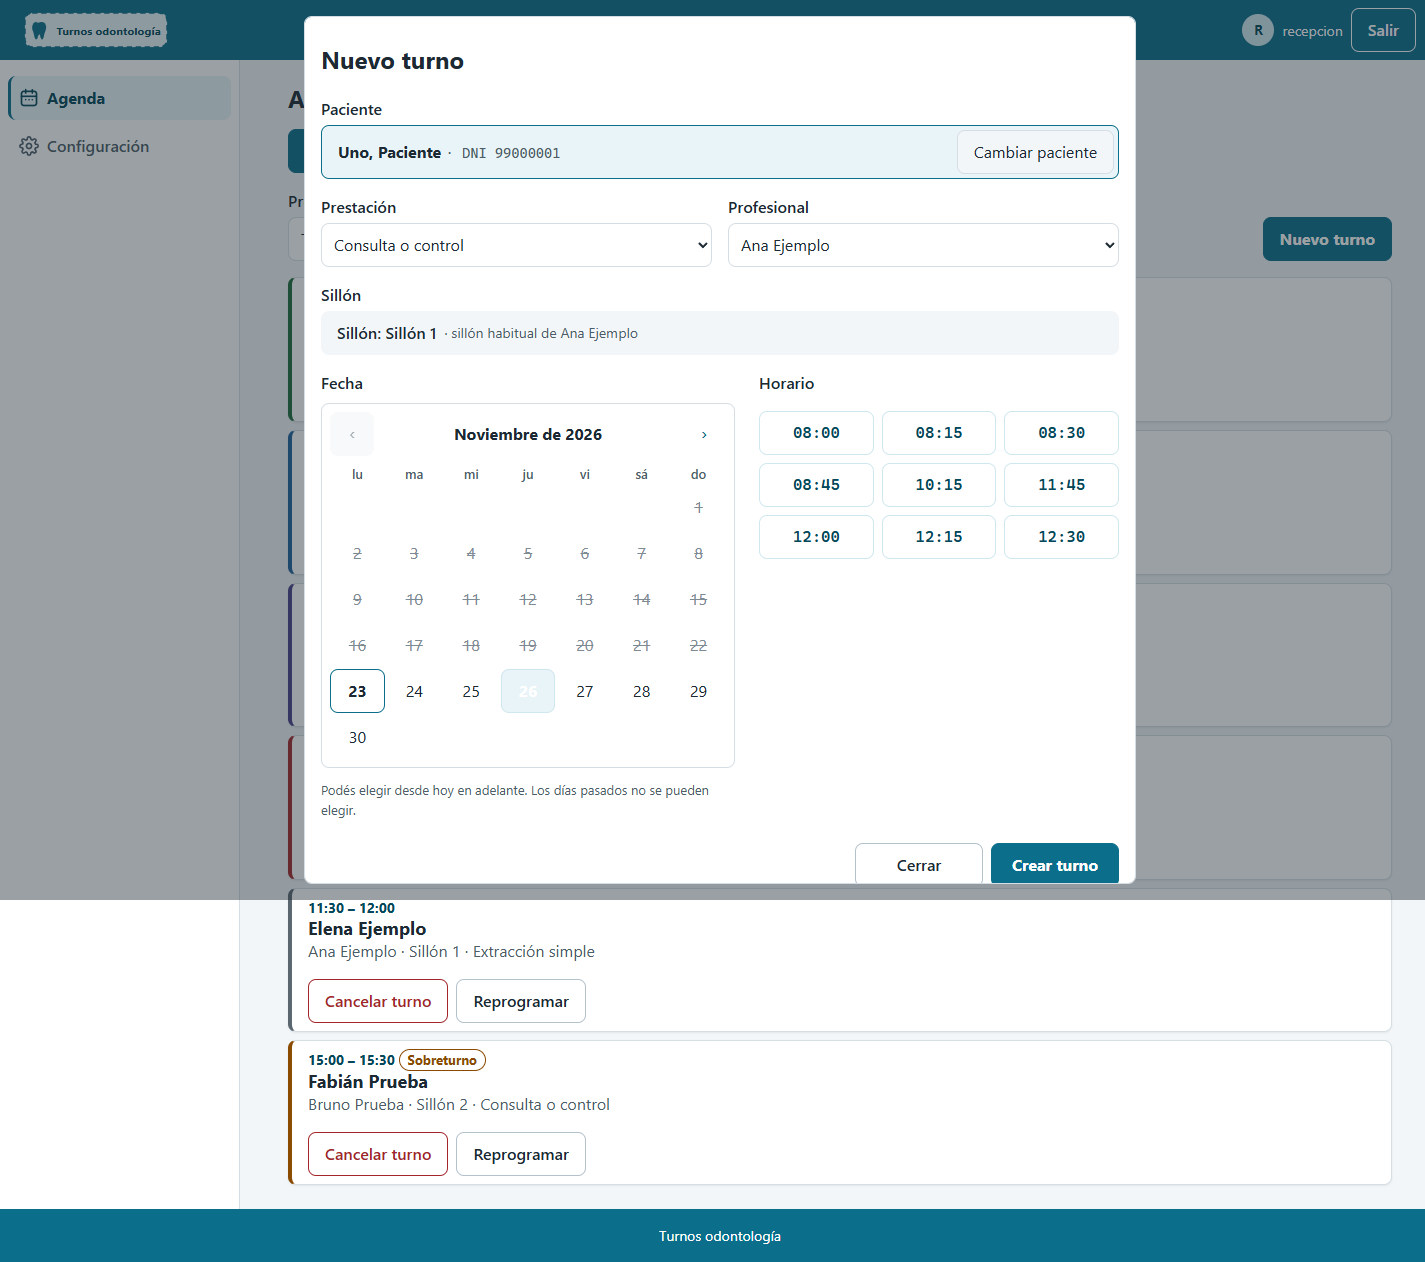 Turnos odontología
R
recepcion
Salir
Agenda
Configuración
A
Pr
Nuevo turno
Nuevo turno
Paciente
Uno, Paciente · DNI 99000001
Cambiar paciente
Prestación
Profesional
Consulta o control
Ana Ejemplo
Sillón
Sillón: Sillón 1 · sillón habitual de Ana Ejemplo
Fecha
Horario
‹ Noviembre de 2026 ›
lu ma mi ju vi sá do
1
2 3 4 5 6 7 8
9 10 11 12 13 14 15
16 17 18 19 20 21 22
23 24 25 26 27 28 29
30
08:00 08:15 08:30
08:45 10:15 11:45
12:00 12:15 12:30
Podés elegir desde hoy en adelante. Los días pasados no se pueden
elegir.
Cerrar
Crear turno
11:30 – 12:00
Elena Ejemplo
Ana Ejemplo · Sillón 1 · Extracción simple
Cancelar turno
Reprogramar
15:00 – 15:30 Sobreturno
Fabián Prueba
Bruno Prueba · Sillón 2 · Consulta o control
Cancelar turno
Reprogramar
Turnos odontología